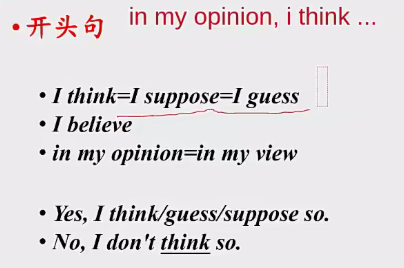 • 开头句 in my opinion, i think ...
• I think=I suppose=I guess
• I believe
• in my opinion=in my view
• Yes, I think/guess/suppose so.
• No, I don't think so.